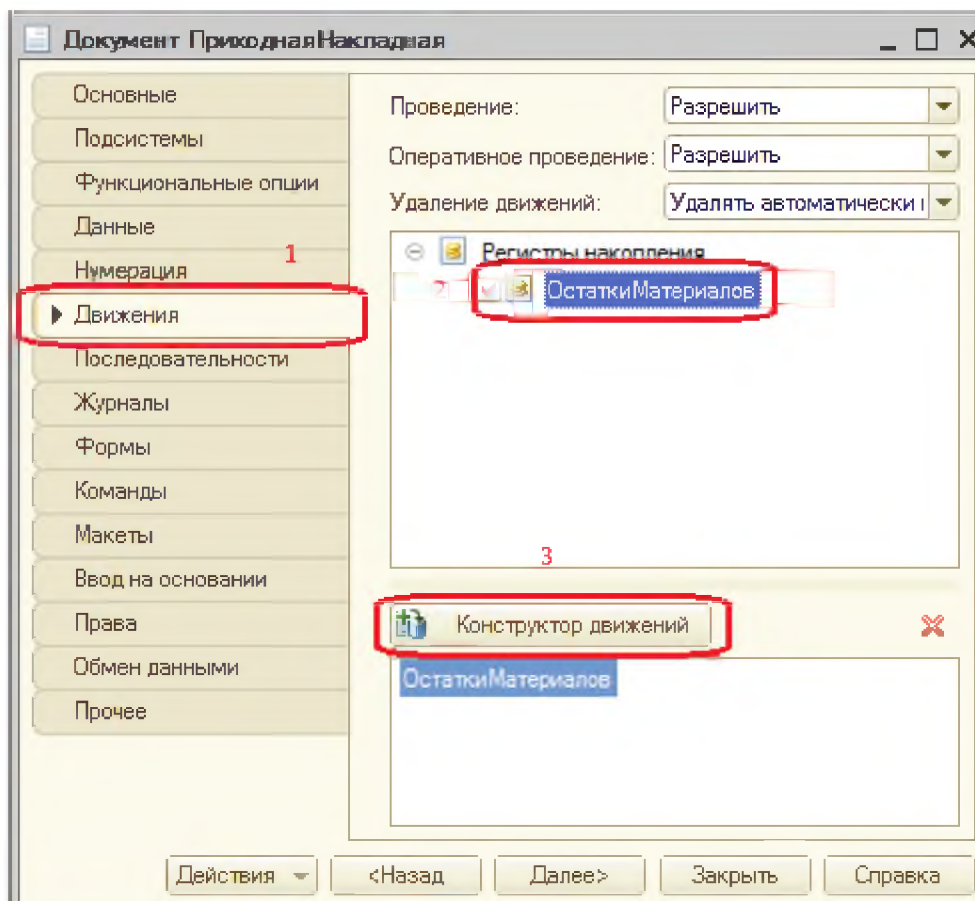 Документ ПриходнаяНакладная
Основные
Подсистемы
Функциональные опции
Данные
Нумерация
1
Движения
Последовательности
Журналы
Формы
Команды
Макеты
Ввод на основании
Права
Обмен данными
Прочее
Проведение: Разрешить
Оперативное проведение: Разрешить
Удаление движений: Удалять автоматически
Регистры накопления
2 ОстаткиМатериалов
3
Конструктор движений
ОстаткиМатериалов
Действия <Назад Далее> Закрыть Справка